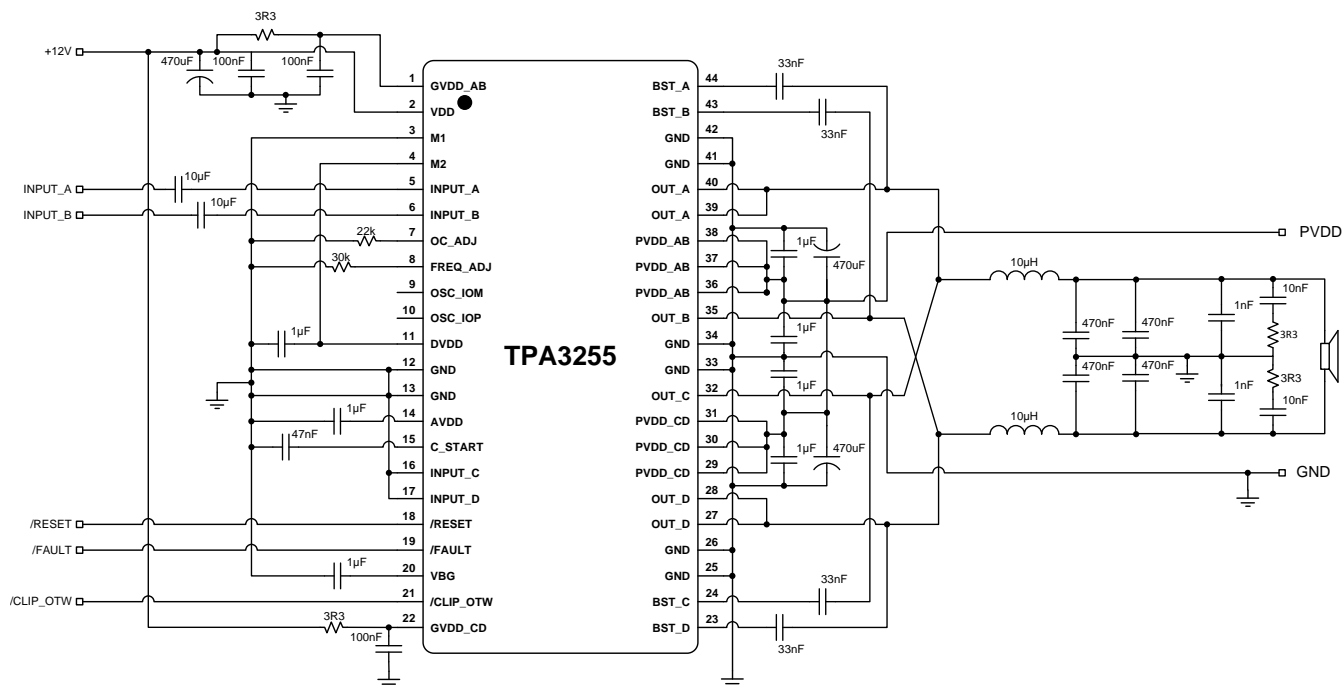 3R3
+12V
470uF
100nF
100nF
1
GVDD_AB
2
VDD
3
M1
4
M2
INPUT_A
10µF
5
INPUT_A
INPUT_B
10µF
6
INPUT_B
22k
7
OC_ADJ
30k
8
FREQ_ADJ
9
OSC_IOM
10
OSC_IOP
1µF
11
DVDD
12
GND
13
GND
1µF
14
AVDD
47nF
15
C_START
16
INPUT_C
17
INPUT_D
/RESET
18
/RESET
/FAULT
19
/FAULT
1µF
20
VBG
/CLIP_OTW
21
/CLIP_OTW
3R3
22
GVDD_CD
100nF
TPA3255
BST_A
44
33nF
BST_B
43
33nF
GND
42
GND
41
OUT_A
40
OUT_A
39
PVDD_AB
38
1µF
PVDD_AB
37
470uF
PVDD_AB
36
OUT_B
35
1µF
GND
34
GND
33
1µF
OUT_C
32
PVDD_CD
31
PVDD_CD
30
1µF
470uF
PVDD_CD
29
OUT_D
28
OUT_D
27
GND
26
GND
25
BST_C
24
33nF
BST_D
23
33nF
PVDD
10µH
10nF
1nF
470nF
470nF
3R3
470nF
470nF
3R3
1nF
10nF
10µH
GND